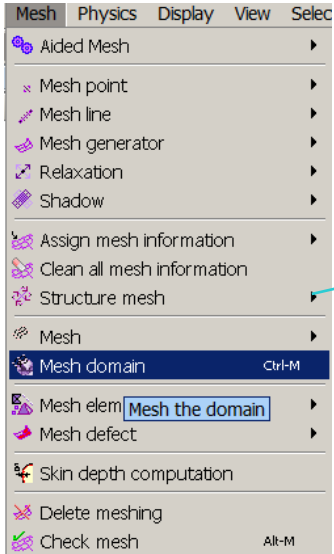 Mesh Physics Display View Selec
Aided Mesh
Mesh point
Mesh line
Mesh generator
Relaxation
Shadow
Assign mesh information
Clean all mesh information
Structure mesh
Mesh
Mesh domain Ctrl-M
Mesh elem Mesh the domain
Mesh defect
Skin depth computation
Delete meshing
Check mesh Alt-M